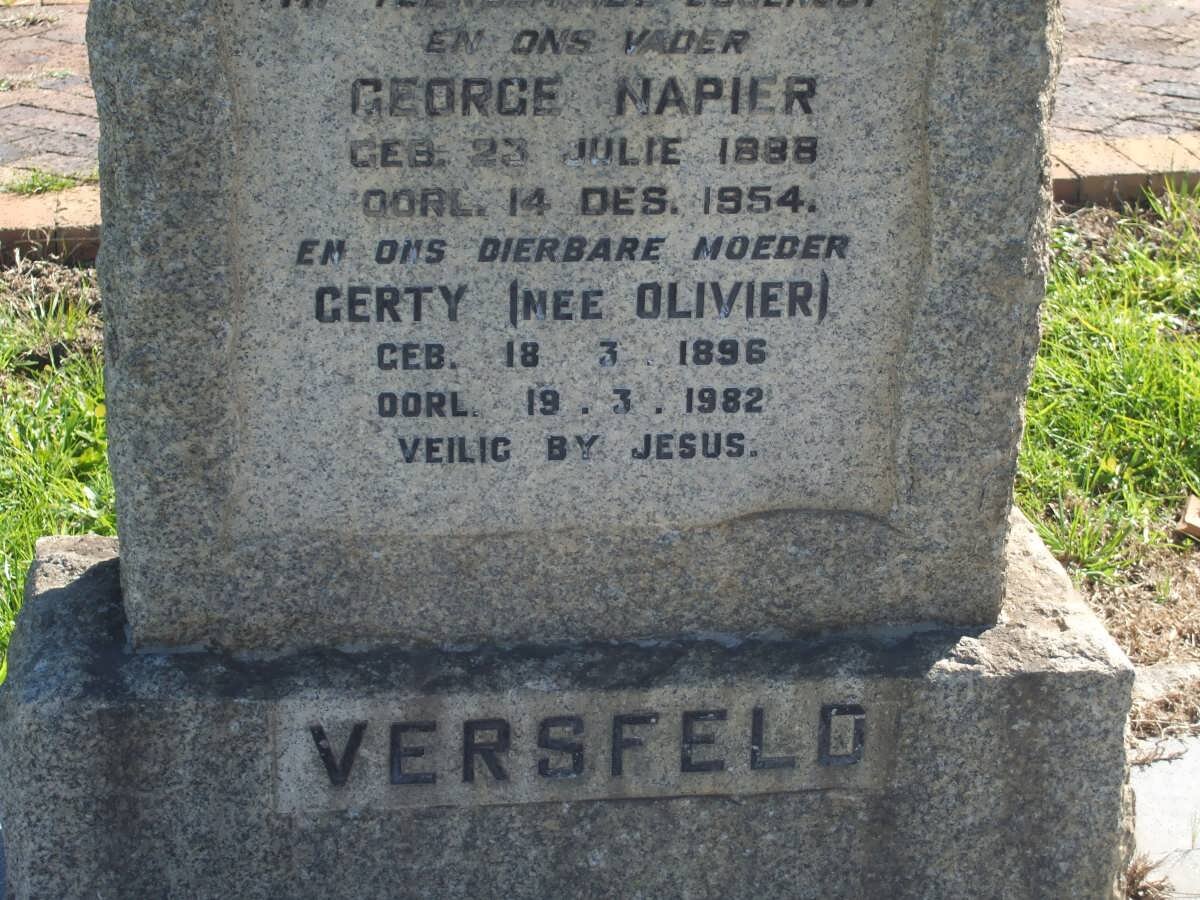 EN ONS VADER
GEORGE NAPIER
GEB. 23 JULIE 1888
OORL. 14 DES. 1954.
EN ONS DIERBARE MOEDER
GERTY (NEE OLIVIER)
GEB. 18 3 . 1896
OORL. 19 . 3 . 1982
VEILIG BY JESUS.
VERSFELD